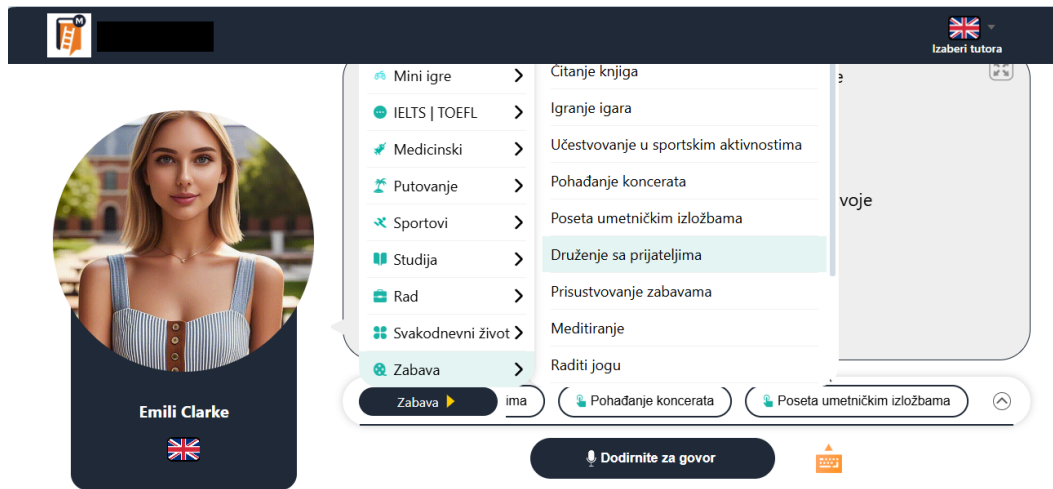 M
Izaberi tutora
Mini igre
IELTS | TOEFL
Medicinski
Putovanje
Sportovi
Studija
Rad
Svakodnevni život
Zabava
Čitanje knjiga
Igranje igara
Učestvovanje u sportskim aktivnostima
Pohađanje koncerata
Poseta umetničkim izložbama
Druženje sa prijateljima
Prisustvovanje zabavama
Meditiranje
Raditi jogu
voje
Zabava
ima
Pohađanje koncerata
Poseta umetničkim izložbama
Emili Clarke
Dodirnite za govor